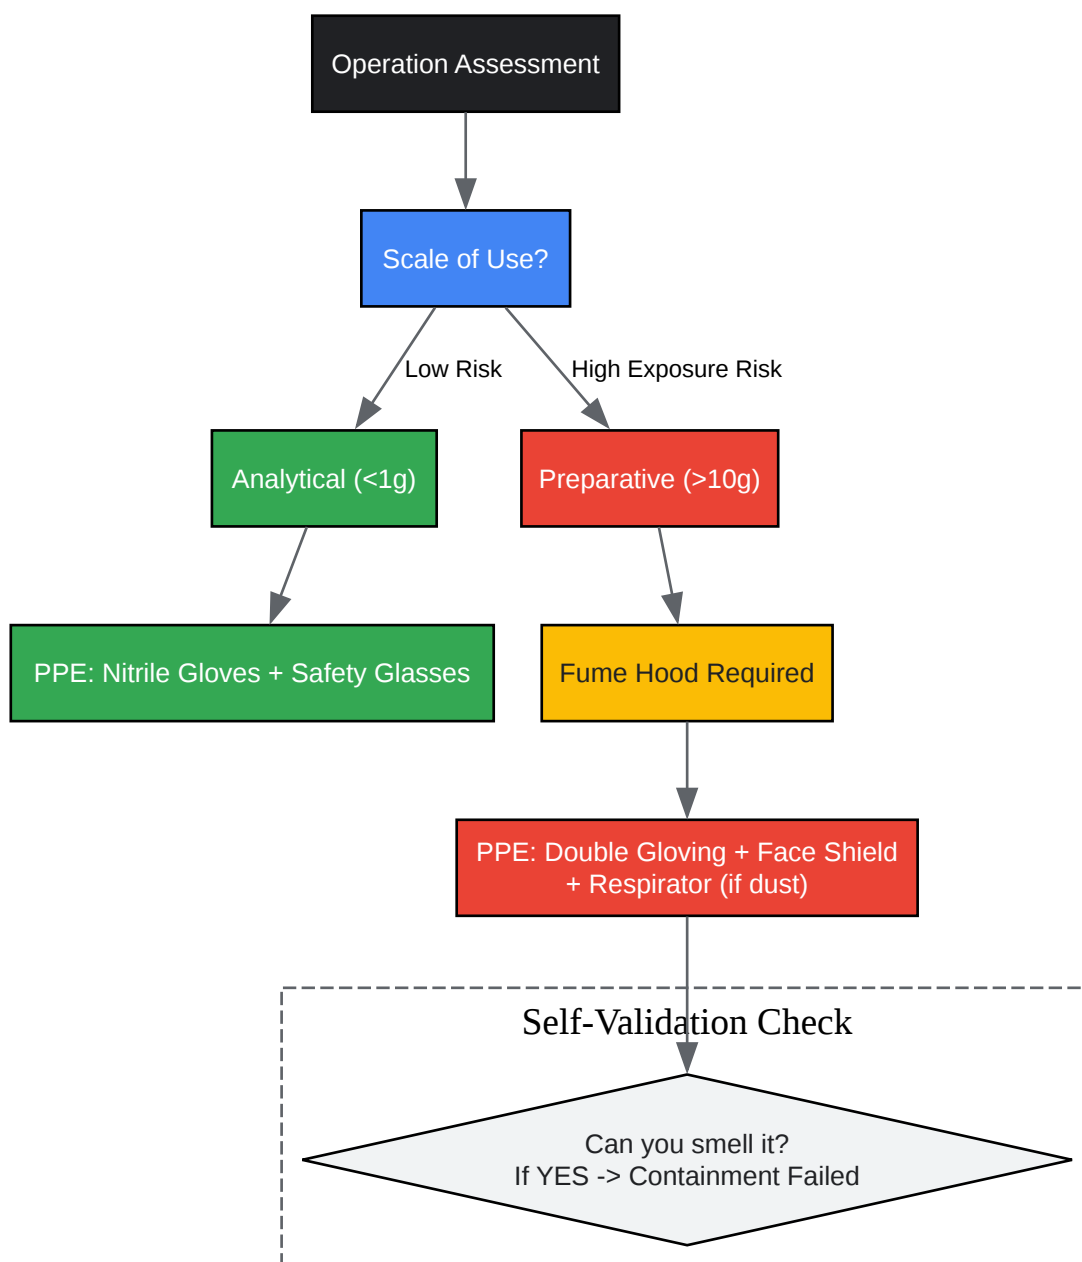 Operation Assessment
Scale of Use?
Low Risk
High Exposure Risk
Analytical (<1g)
Preparative (>10g)
PPE: Nitrile Gloves + Safety Glasses
Fume Hood Required
PPE: Double Gloving + Face Shield
+ Respirator (if dust)
Self-Validation Check
Can you smell it?
If YES -> Containment Failed